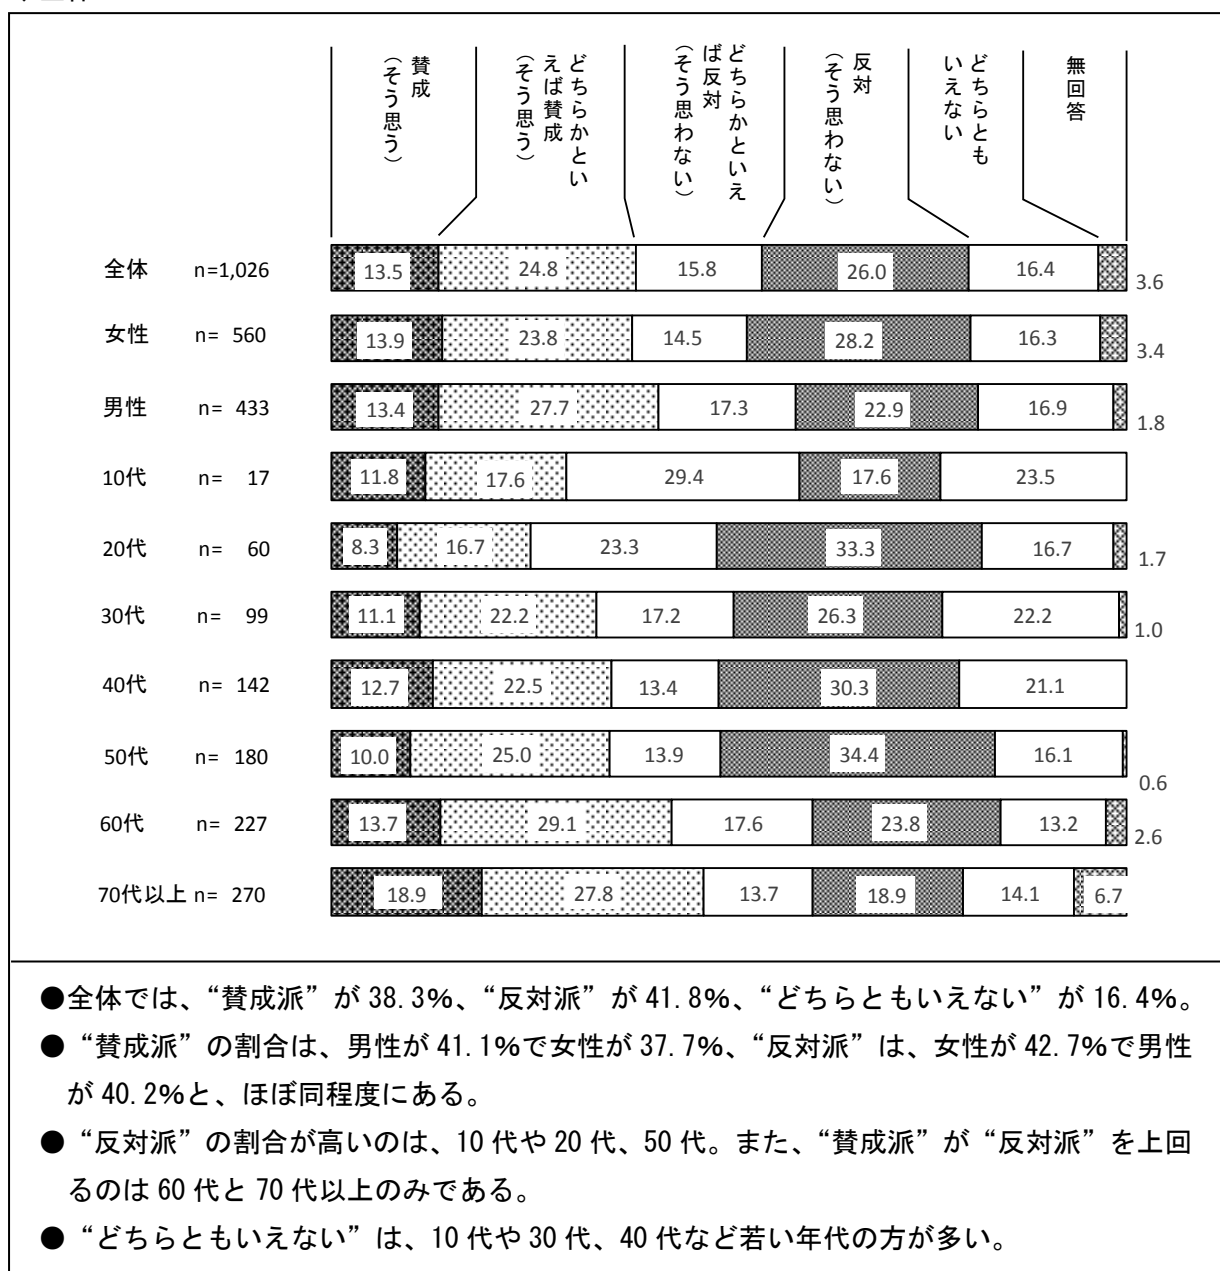 賛成
（そう思う）
どちらかとい
えば賛成
（そう思う）
どちらかといえ
ば反対
（そう思わない）
反対
（そう思わない）
どちらとも
いえない
無回答
全体 n=1,026 13.5 24.8 15.8 26.0 16.4 3.6
女性 n= 560 13.9 23.8 14.5 28.2 16.3 3.4
男性 n= 433 13.4 27.7 17.3 22.9 16.9 1.8
10代 n= 17 11.8 17.6 29.4 17.6 23.5
20代 n= 60 8.3 16.7 23.3 33.3 16.7 1.7
30代 n= 99 11.1 22.2 17.2 26.3 22.2 1.0
40代 n= 142 12.7 22.5 13.4 30.3 21.1
50代 n= 180 10.0 25.0 13.9 34.4 16.1 0.6
60代 n= 227 13.7 29.1 17.6 23.8 13.2 2.6
70代以上 n= 270 18.9 27.8 13.7 18.9 14.1 6.7
●全体では、“賛成派”が 38.3%、“反対派”が 41.8%、“どちらともいえない”が 16.4%。
●“賛成派”の割合は、男性が 41.1%で女性が 37.7%、“反対派”は、女性が 42.7%で男性
が 40.2%と、ほぼ同程度にある。
●“反対派”の割合が高いのは、10 代や 20 代、50 代。また、“賛成派”が“反対派”を上回
るのは 60 代と 70 代以上のみである。
●“どちらともいえない”は、10 代や 30 代、40 代など若い年代の方が多い。